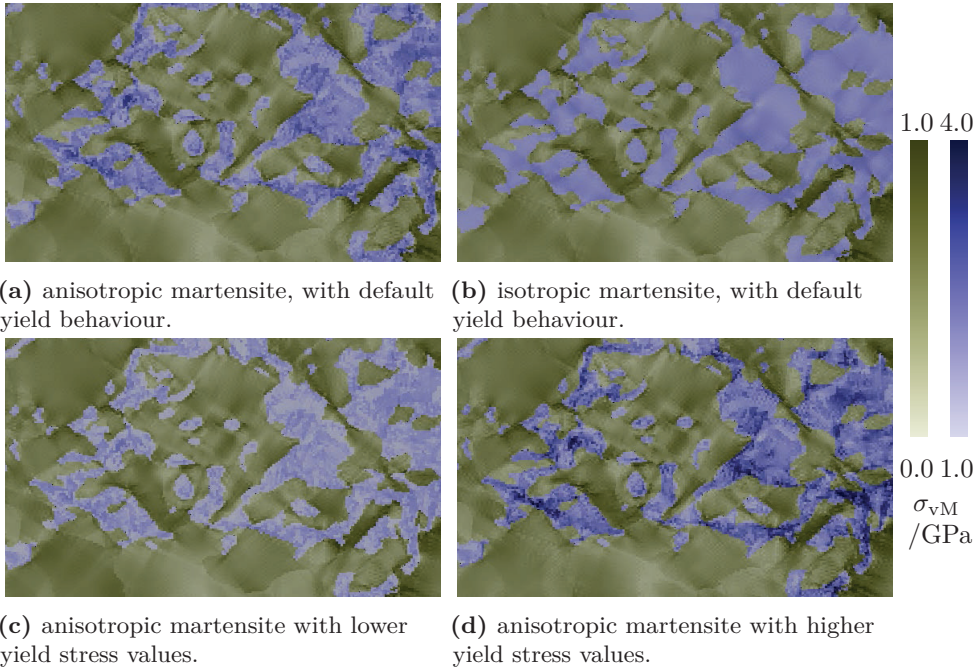 (a) anisotropic martensite, with default
yield behaviour.
(b) isotropic martensite, with default
yield behaviour.
1.0 4.0
0.0 1.0
σvM
/GPa
(c) anisotropic martensite with lower
yield stress values.
(d) anisotropic martensite with higher
yield stress values.